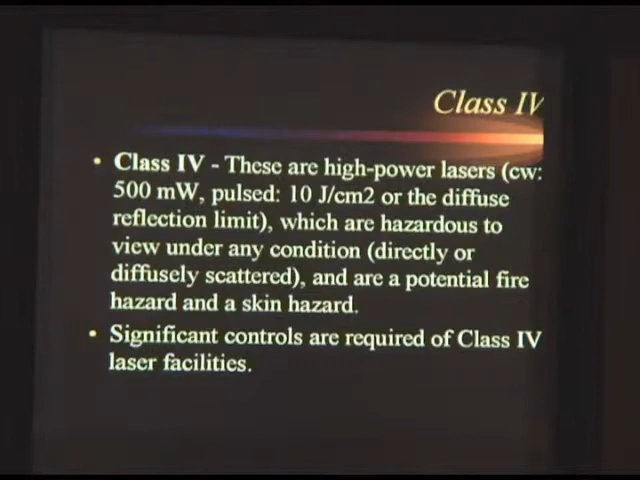 Class IV
• Class IV - These are high-power lasers (cw:
500 mW, pulsed: 10 J/cm2 or the diffuse
reflection limit), which are hazardous to
view under any condition (directly or
diffusely scattered), and are a potential fire
hazard and a skin hazard.
• Significant controls are required of Class IV
laser facilities.